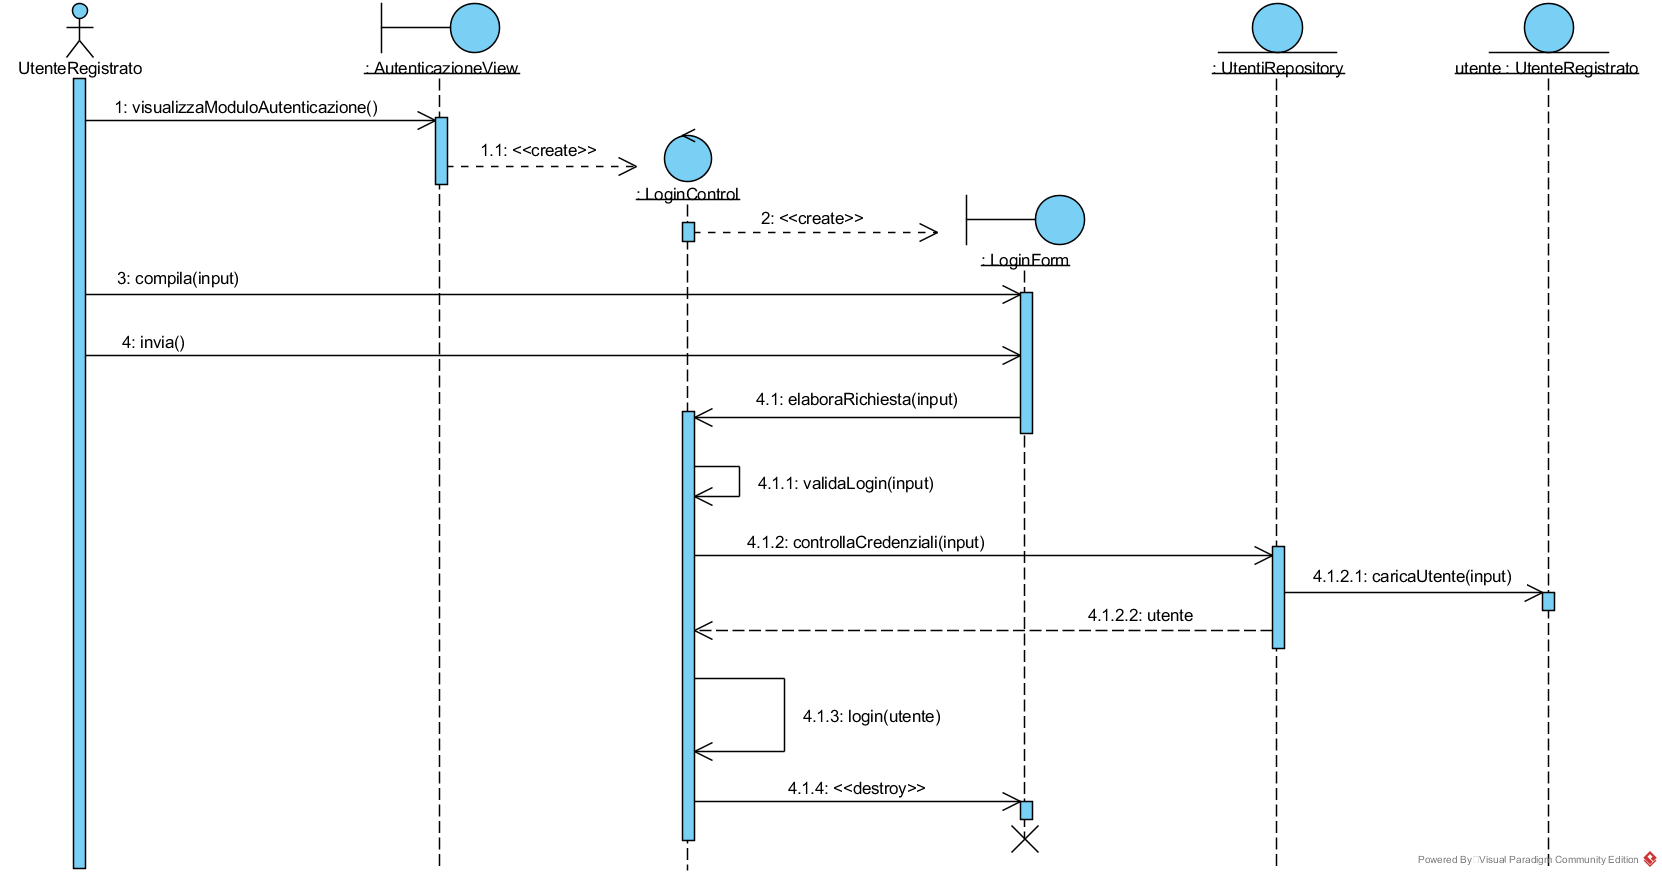 UtenteRegistrato
: AutenticazioneView
: UtentiRepository
utente : UtenteRegistrato
1: visualizzaModuloAutenticazione()
1.1: <<create>>
: LoginControl
2: <<create>>
: LoginForm
3: compila(input)
4: invia()
4.1: elaboraRichiesta(input)
4.1.1: validaLogin(input)
4.1.2: controllaCredenziali(input)
4.1.2.1: caricaUtente(input)
4.1.2.2: utente
4.1.3: login(utente)
4.1.4: <<destroy>>
Powered By Visual Paradigm Community Edition